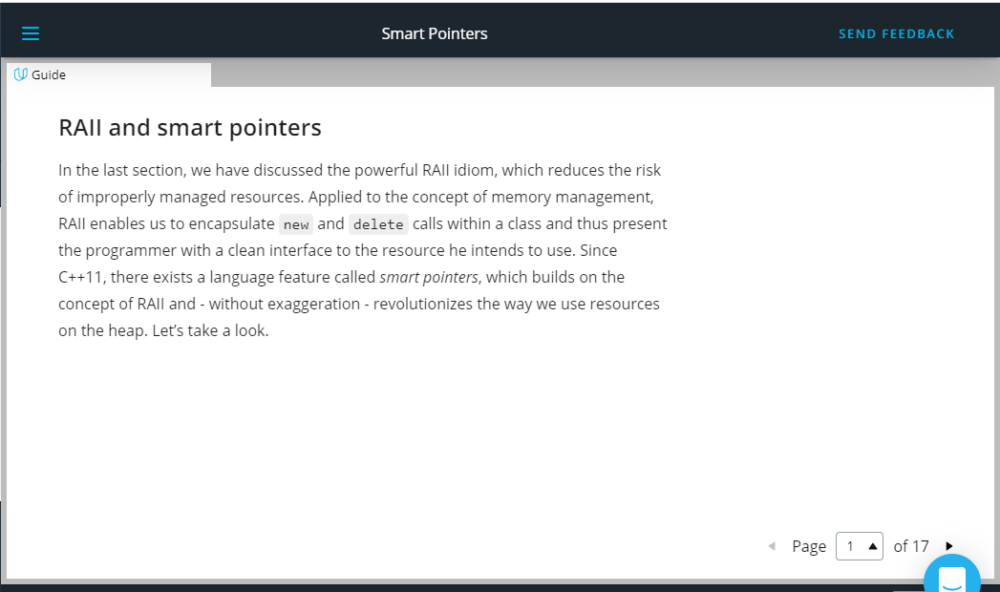 Smart Pointers
SEND FEEDBACK
Guide
RAII and smart pointers
In the last section, we have discussed the powerful RAII idiom, which reduces the risk
of improperly managed resources. Applied to the concept of memory management,
RAII enables us to encapsulate new and delete calls within a class and thus present
the programmer with a clean interface to the resource he intends to use. Since
C++11, there exists a language feature called smart pointers, which builds on the
concept of RAII and - without exaggeration - revolutionizes the way we use resources
on the heap. Let’s take a look.
Page 1 of 17